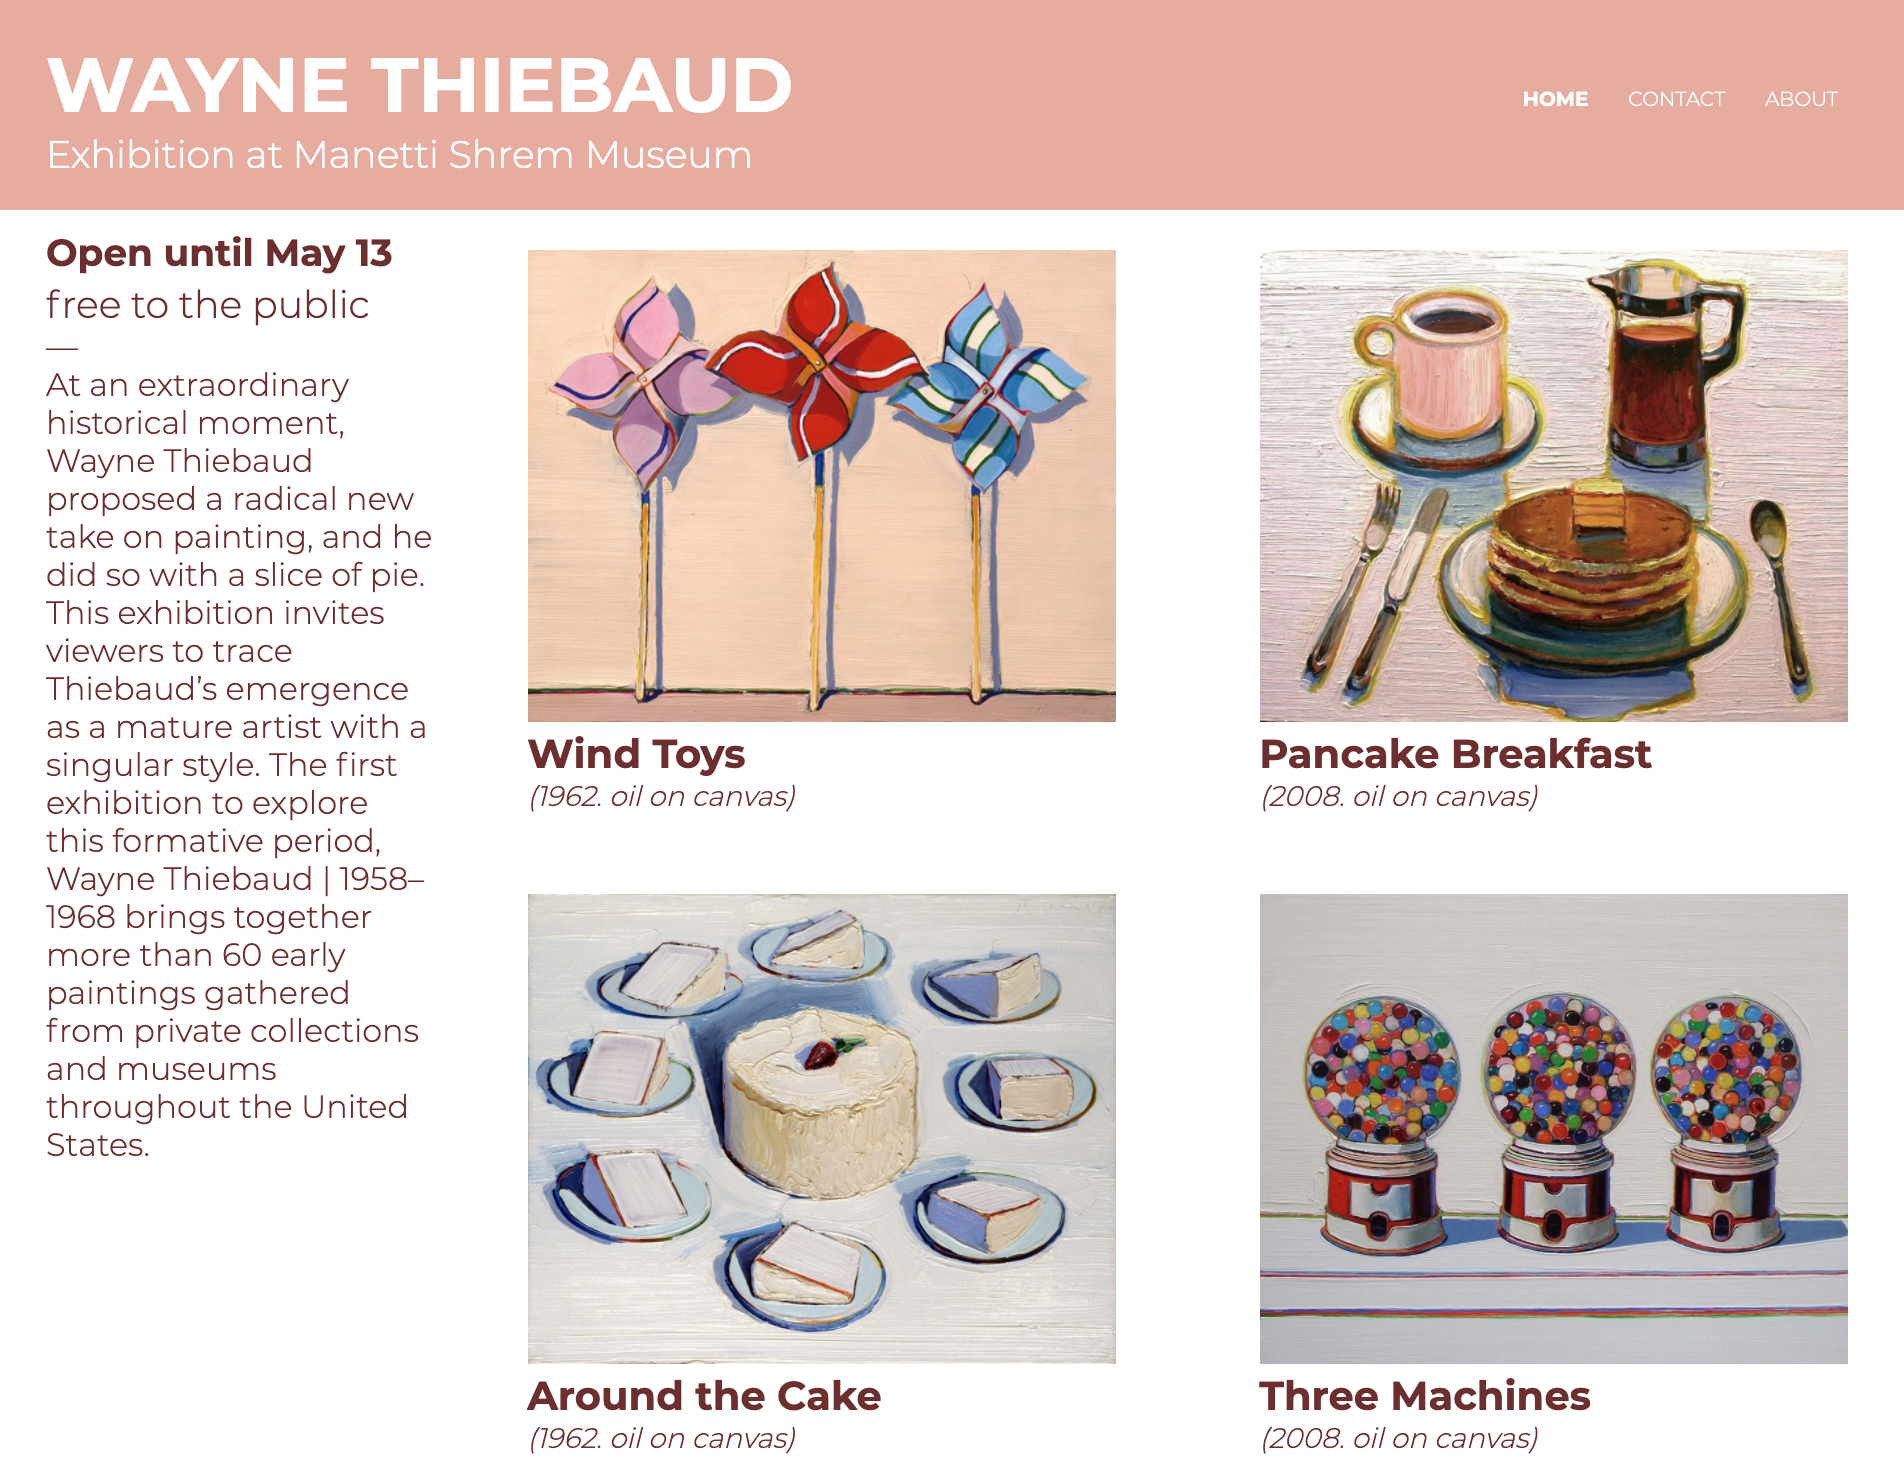 WAYNE THIEBAUD
Exhibition at Manetti Shrem Museum
HOME CONTACT ABOUT
Open until May 13
free to the public
—
At an extraordinary
historical moment,
Wayne Thiebaud
proposed a radical new
take on painting, and he
did so with a slice of pie.
This exhibition invites
viewers to trace
Thiebaud’s emergence
as a mature artist with a
singular style. The first
exhibition to explore
this formative period,
Wayne Thiebaud | 1958–
1968 brings together
more than 60 early
paintings gathered
from private collections
and museums
throughout the United
States.
Wind Toys
(1962. oil on canvas)
Pancake Breakfast
(2008. oil on canvas)
Around the Cake
(1962. oil on canvas)
Three Machines
(2008. oil on canvas)